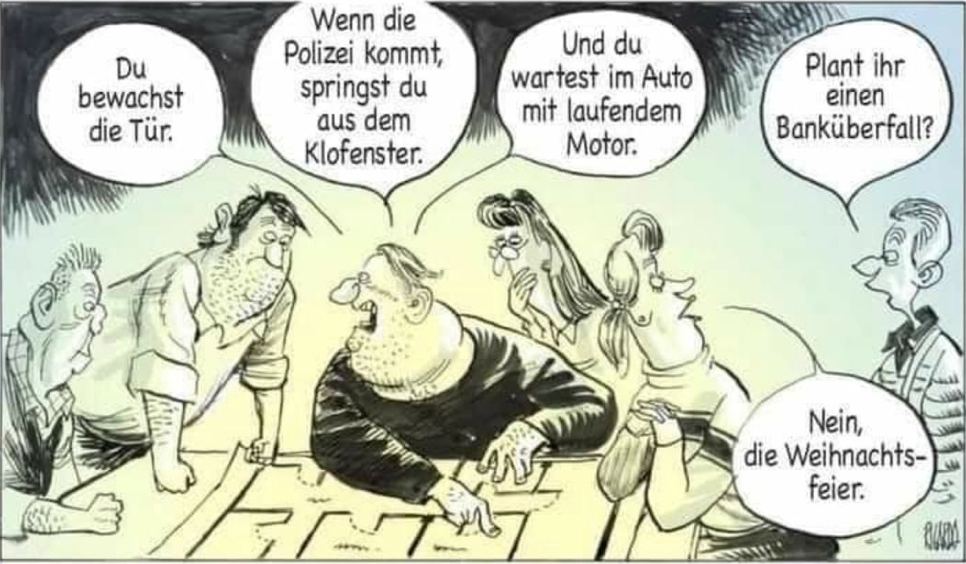 Du
bewachst
die Tür.
Wenn die
Polizei kommt,
springst du
aus dem
Klofenster.
Und du
wartest im Auto
mit laufendem
Motor.
Plant ihr
einen
Banküberfall?
Nein,
die Weihnachts-
feier.